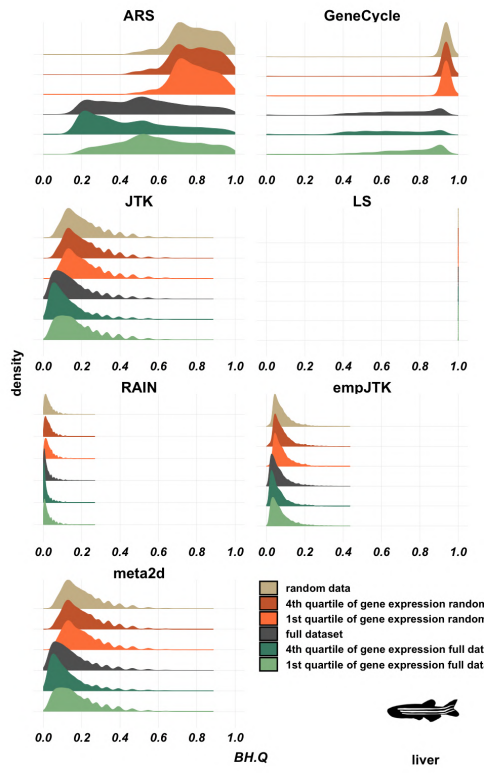 ARS
GeneCycle
0.0 0.2 0.4 0.6 0.8 1.0
0.0 0.2 0.4 0.6 0.8 1.0
JTK
LS
0.0 0.2 0.4 0.6 0.8 1.0
0.0 0.2 0.4 0.6 0.8 1.0
density
RAIN
empJTK
0.0 0.2 0.4 0.6 0.8 1.0
0.0 0.2 0.4 0.6 0.8 1.0
meta2d
0.0 0.2 0.4 0.6 0.8 1.0
random data
4th quartile of gene expression random
1st quartile of gene expression random
full dataset
4th quartile of gene expression full dat
1st quartile of gene expression full dat
BH.Q
liver